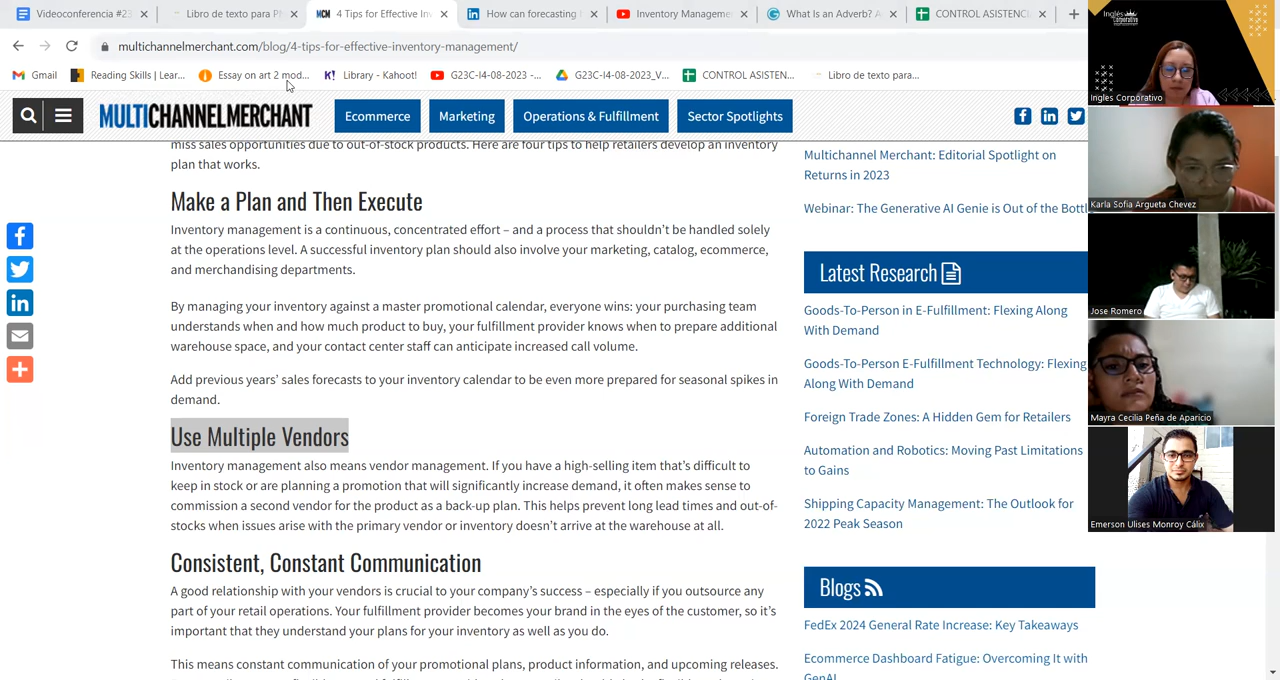 Videoconferencia #23
Libro de texto para Pl
MCM 4 Tips for Effective In
How can forecasting
Inventory Manageme
What Is an Adverb? A
CONTROL ASISTENC
multichannelmerchant.com/blog/4-tips-for-effective-inventory-management/
Gmail
Reading Skills | Lear...
Essay on art 2 mod...
Library - Kahoot!
G23C-I4-08-2023 -...
G23C-I4-08-2023_V...
CONTROL ASISTEN...
Libro de texto para...
MULTICHANNELMERCHANT
Ecommerce
Marketing
Operations & Fulfillment
Sector Spotlights
miss sales opportunities due to out-of-stock products. Here are four tips to help retailers develop an inventory
plan that works.
Make a Plan and Then Execute
Inventory management is a continuous, concentrated effort – and a process that shouldn't be handled solely
at the operations level. A successful inventory plan should also involve your marketing, catalog, ecommerce,
and merchandising departments.
By managing your inventory against a master promotional calendar, everyone wins: your purchasing team
understands when and how much product to buy, your fulfillment provider knows when to prepare additional
warehouse space, and your contact center staff can anticipate increased call volume.
Add previous years' sales forecasts to your inventory calendar to be even more prepared for seasonal spikes in
demand.
Use Multiple Vendors
Inventory management also means vendor management. If you have a high-selling item that's difficult to
keep in stock or are planning a promotion that will significantly increase demand, it often makes sense to
commission a second vendor for the product as a back-up plan. This helps prevent long lead times and out-of-
stocks when issues arise with the primary vendor or inventory doesn't arrive at the warehouse at all.
Consistent, Constant Communication
A good relationship with your vendors is crucial to your company's success – especially if you outsource any
part of your retail operations. Your fulfillment provider becomes your brand in the eyes of the customer, so it's
important that they understand your plans for your inventory as well as you do.
This means constant communication of your promotional plans, product information, and upcoming releases.
Multichannel Merchant: Editorial Spotlight on
Returns in 2023
Webinar: The Generative AI Genie is Out of the Bottl
Latest Research
Goods-To-Person in E-Fulfillment: Flexing Along
With Demand
Goods-To-Person E-Fulfillment Technology: Flexing
Along With Demand
Foreign Trade Zones: A Hidden Gem for Retailers
Automation and Robotics: Moving Past Limitations
to Gains
Shipping Capacity Management: The Outlook for
2022 Peak Season
Blogs
FedEx 2024 General Rate Increase: Key Takeaways
Ecommerce Dashboard Fatigue: Overcoming It with
GenAI
Inglés
Corporativo
Ingles Corporativo
Karla Sofia Argueta Chevez
Jose Romero
Mayra Cecilia Peña de Aparicio
Emerson Ulises Monroy Cálix